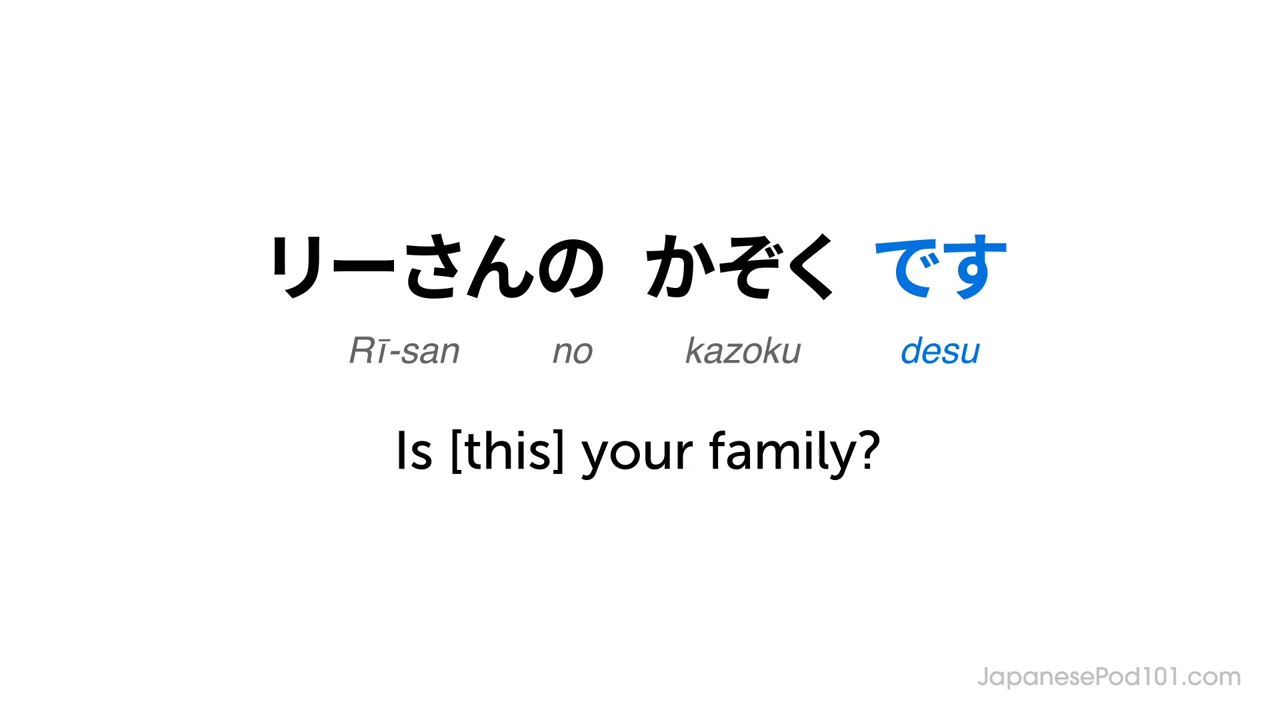 リーさんの かぞく です
Rī-san no kazoku desu
Is [this] your family?
JapanesePod101.com